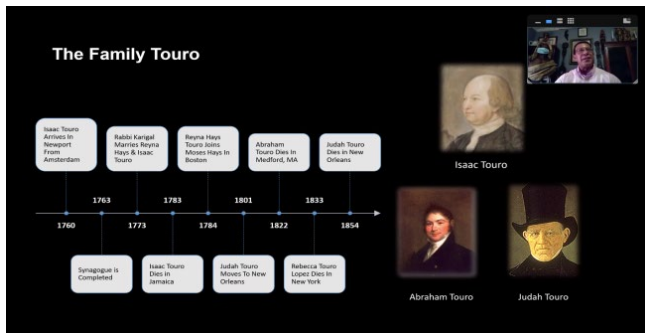 The Family Touro
Isaac Touro
Arrives In
Newport
From
Amsterdam
Rabbi Karigal
Marries Reyna
Hays & Isaac
Touro
Reyna Hays
Touro Joins
Moses Hays In
Boston
Abraham
Touro Dies In
Medford, MA
Judah Touro
Dies in New
Orleans
1763
1783
1801
1833
1760
1773
1784
1822
1854
Synagogue is
Completed
Isaac Touro
Dies in
Jamaica
Judah Touro
Moves To New
Orleans
Rebecca Touro
Lopez Dies In
New York
Isaac Touro
Abraham Touro
Judah Touro